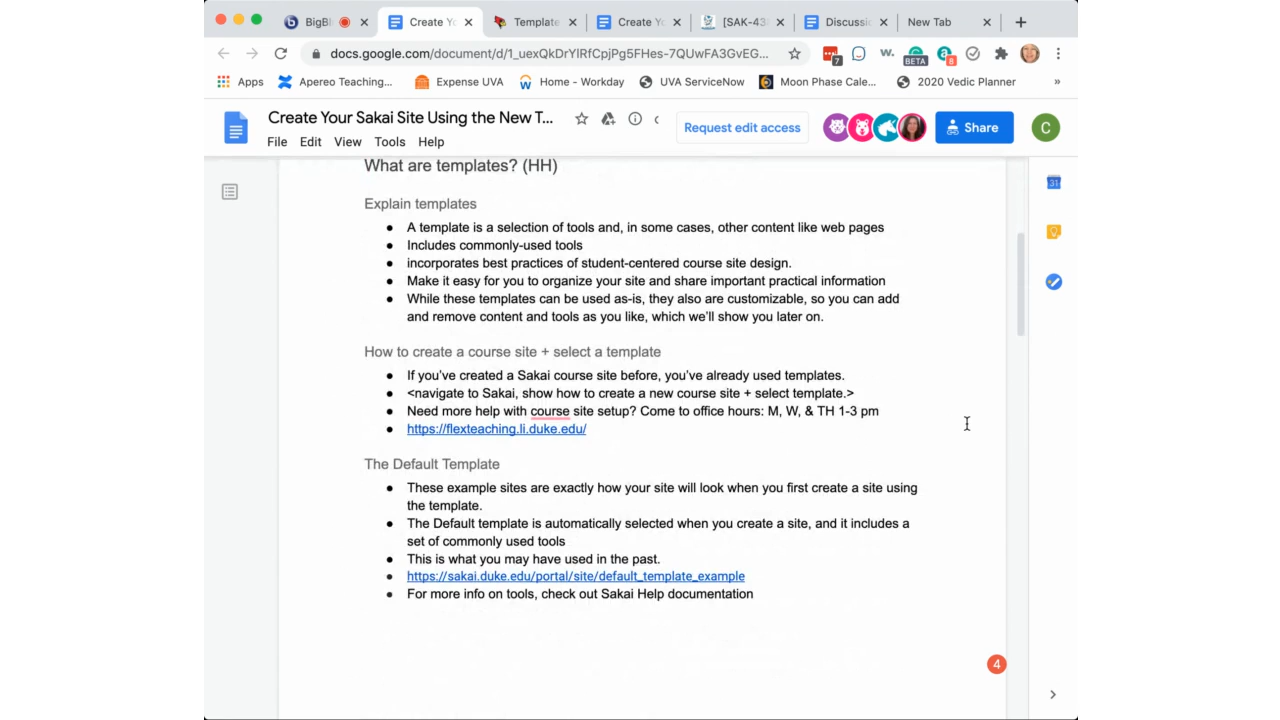 BigBl
Create Yo
Template
Create Yo
[SAK-43
Discussic
New Tab
docs.google.com/document/d/1_uexQkDrYlRfCpjPg5FHes-7QUwFA3GvEG...
7
w.
BETA
8
Apps
Apereo Teaching...
Expense UVA
Home - Workday
UVA ServiceNow
Moon Phase Cale...
2020 Vedic Planner
»
Create Your Sakai Site Using the New T...
Request edit access
Share
C
File Edit View Tools Help
What are templates? (HH)
31
Explain templates
● A template is a selection of tools and, in some cases, other content like web pages
● Includes commonly-used tools
● incorporates best practices of student-centered course site design.
● Make it easy for you to organize your site and share important practical information
● While these templates can be used as-is, they also are customizable, so you can add
and remove content and tools as you like, which we'll show you later on.
How to create a course site + select a template
● If you've created a Sakai course site before, you've already used templates.
● <navigate to Sakai, show how to create a new course site + select template.>
● Need more help with course site setup? Come to office hours: M, W, & TH 1-3 pm
● https://flexteaching.li.duke.edu/
The Default Template
● These example sites are exactly how your site will look when you first create a site using
the template.
● The Default template is automatically selected when you create a site, and it includes a
set of commonly used tools
● This is what you may have used in the past.
● https://sakai.duke.edu/portal/site/default_template_example
● For more info on tools, check out Sakai Help documentation
4